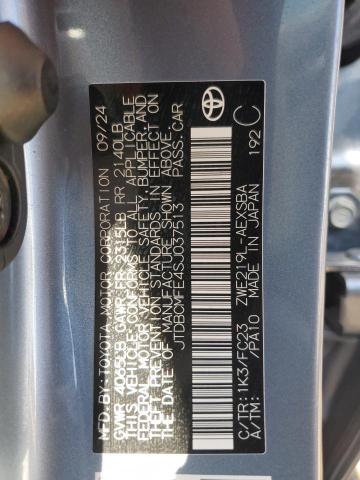 MFD.BY:TOYOTA MOTOR CORPORATION 09/24
GVWR 4065LB GAWR FR 2315LB RR 2140LB
THIS VEHICLE CONFORMS TO ALL APPLICABLE
FEDERAL MOTOR VEHICLE SAFETY, BUMPER, AND
THEFT PREVENTION STANDARDS IN EFFECT ON
THE DATE OF MANUFACTURE SHOWN ABOVE.
JTDBCMFE4SJ037513 PASS.CAR
C/TR:1K3/FC23 ZWE219L-AEXSBA
A/TM: /PA10 MADE IN JAPAN 192 C
TOYOTA